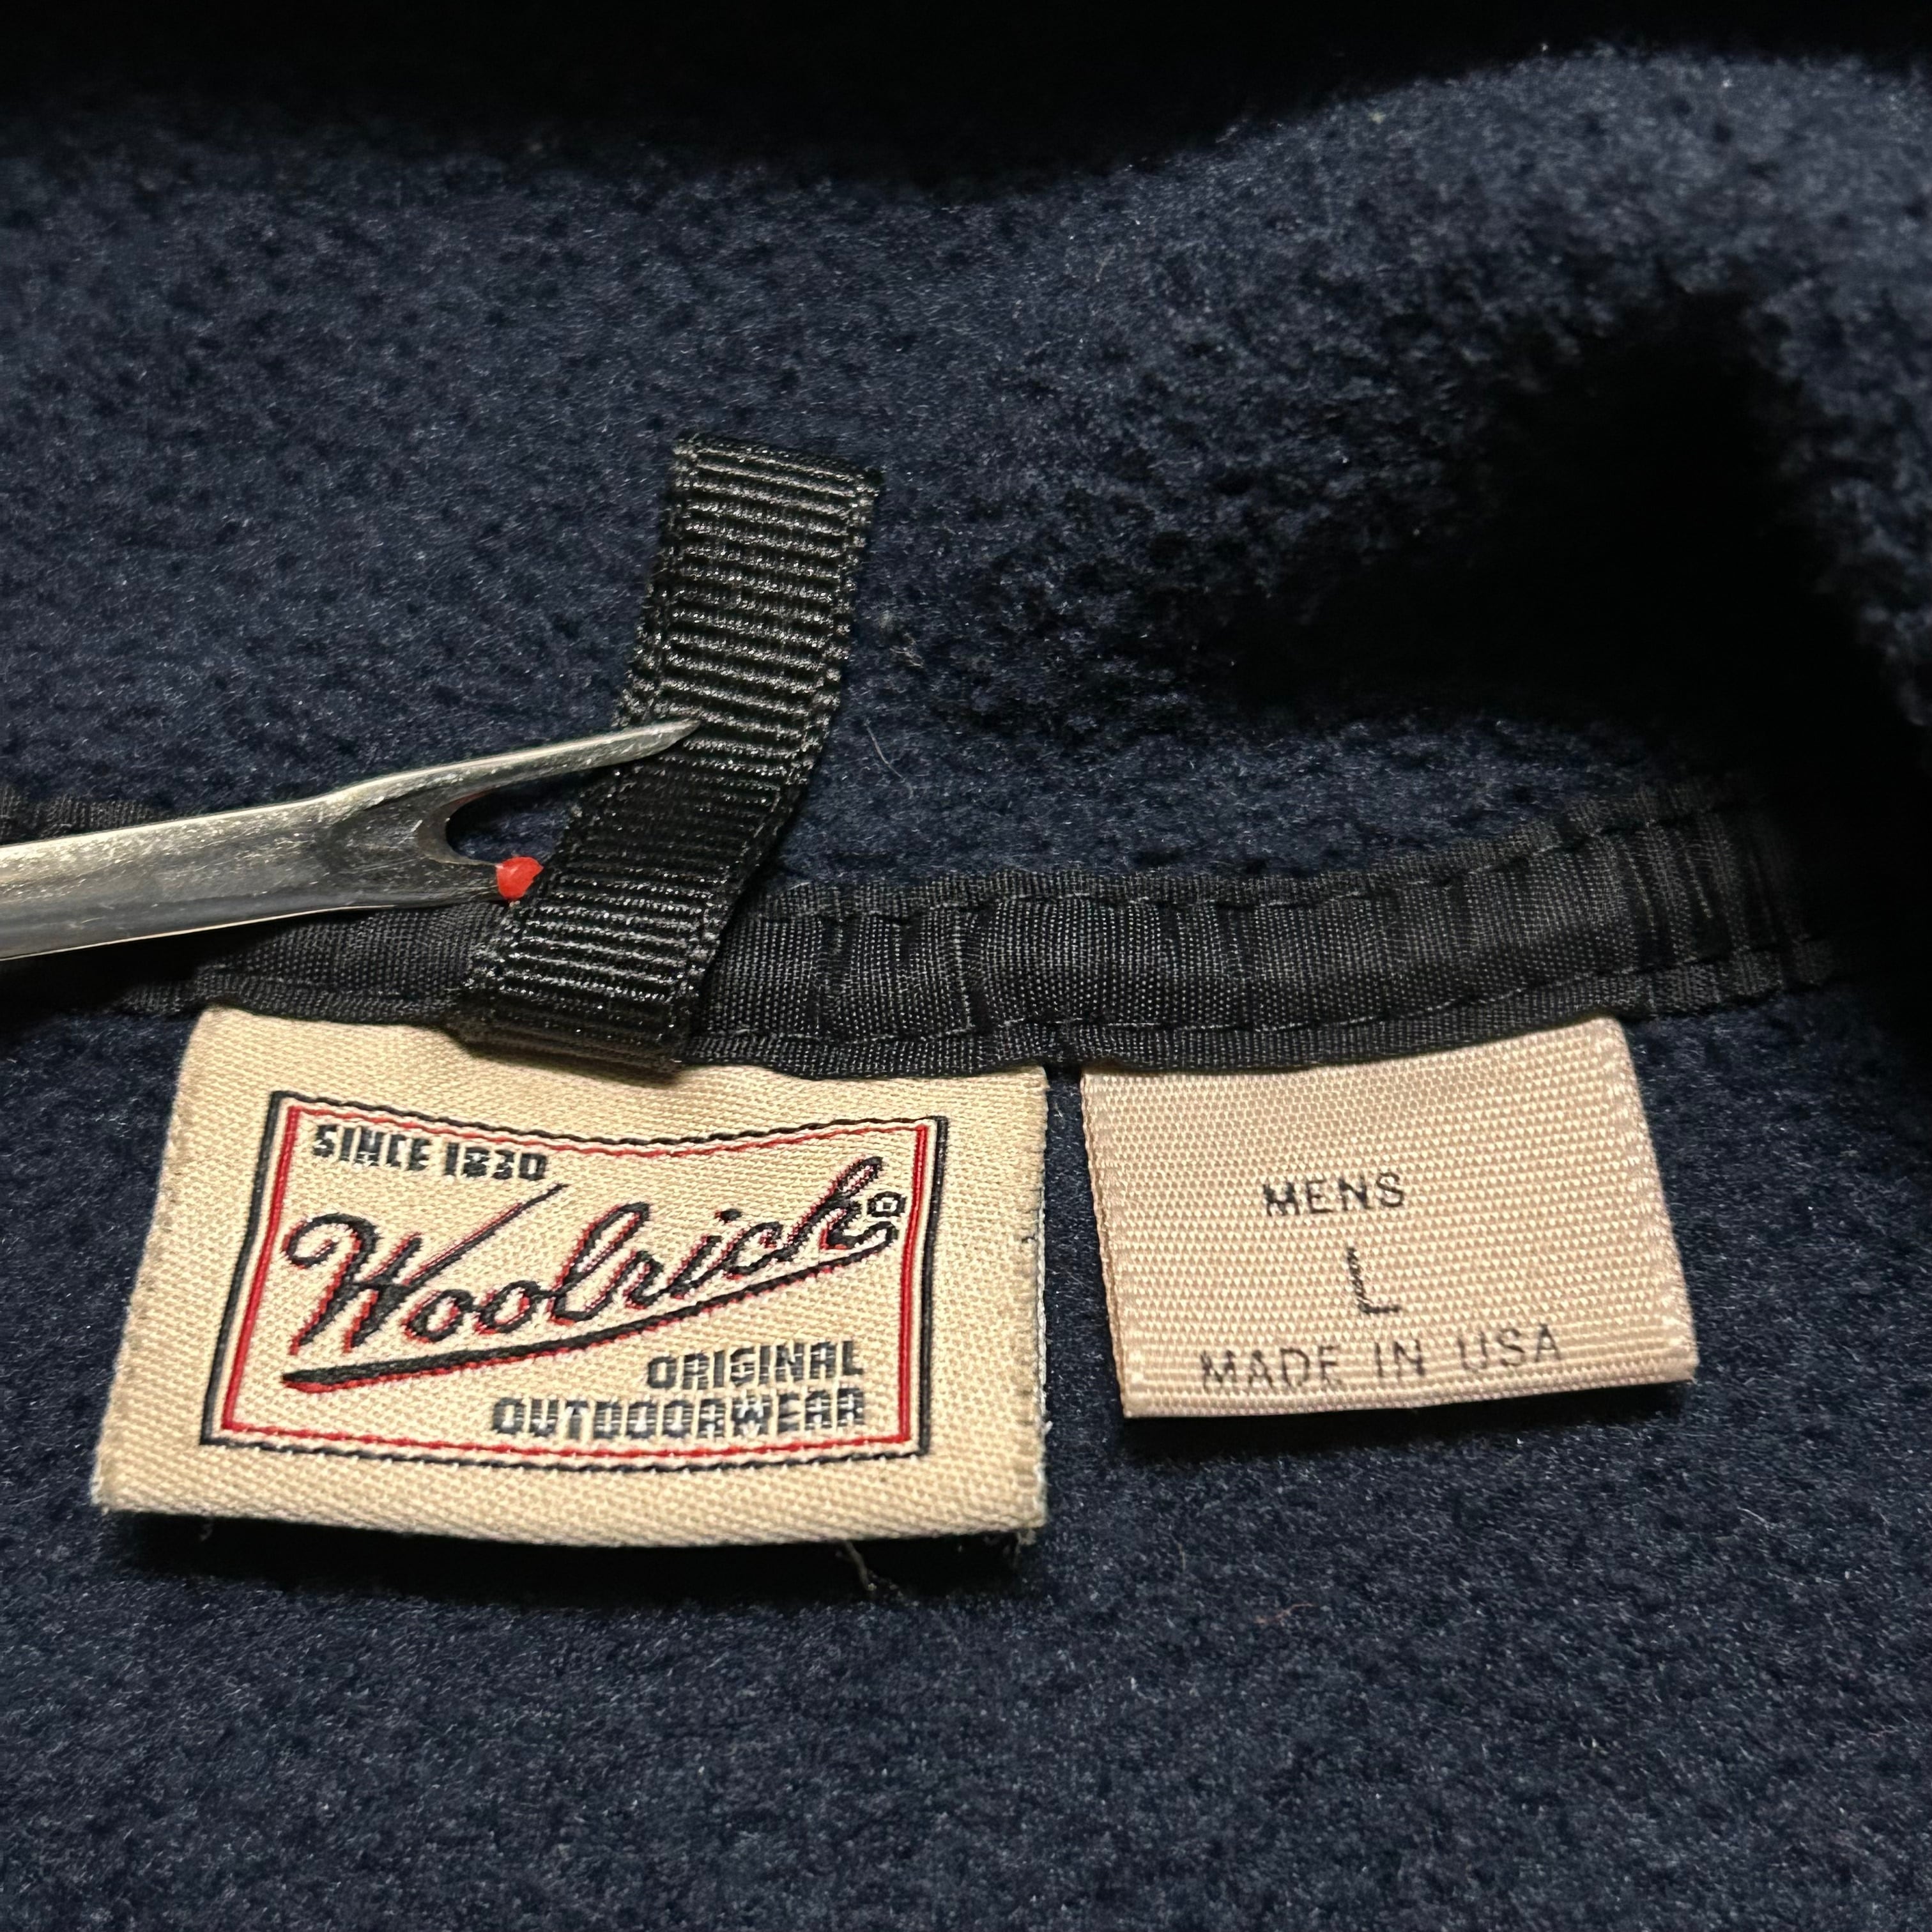 SINCE 1830
Woolrich®
ORIGINAL
OUTDOORWEAR
MENS
L
MADE IN USA